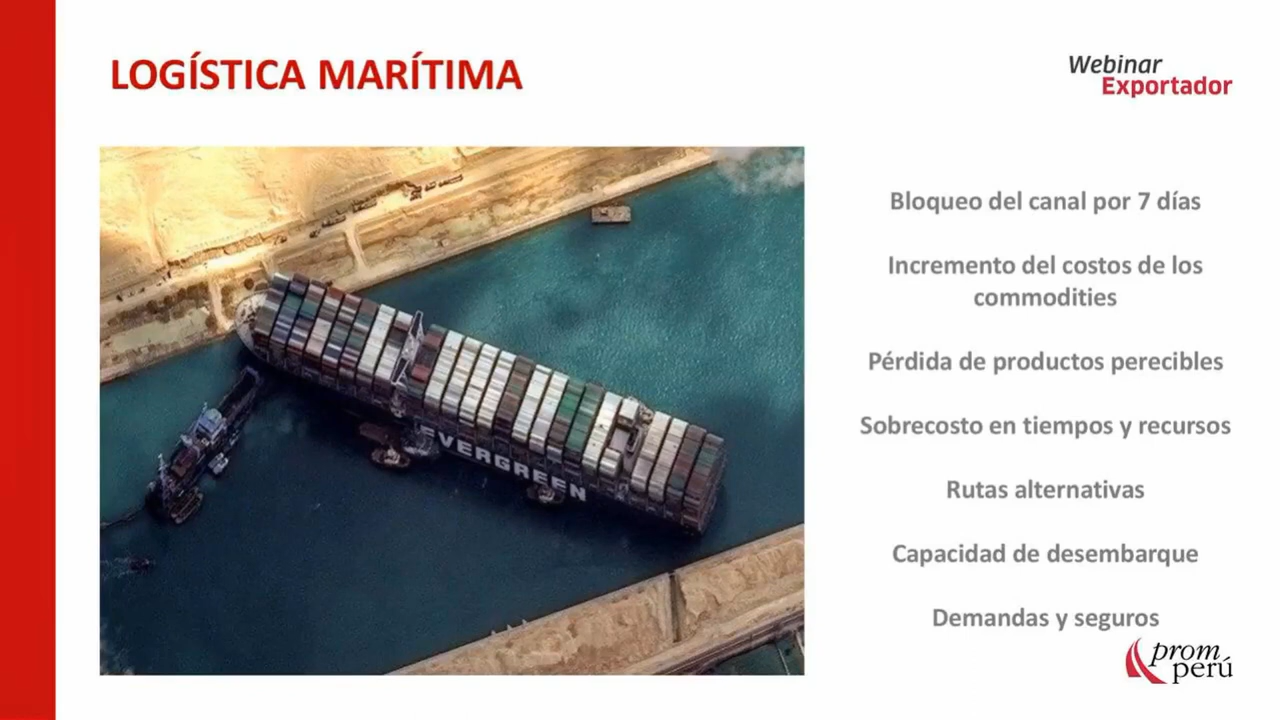 LOGÍSTICA MARÍTIMA
Webinar
Exportador
EVERGREEN
Bloqueo del canal por 7 días
Incremento del costos de los
commodities
Pérdida de productos perecibles
Sobrecosto en tiempos y recursos
Rutas alternativas
Capacidad de desembarque
Demandas y seguros
prom
perú